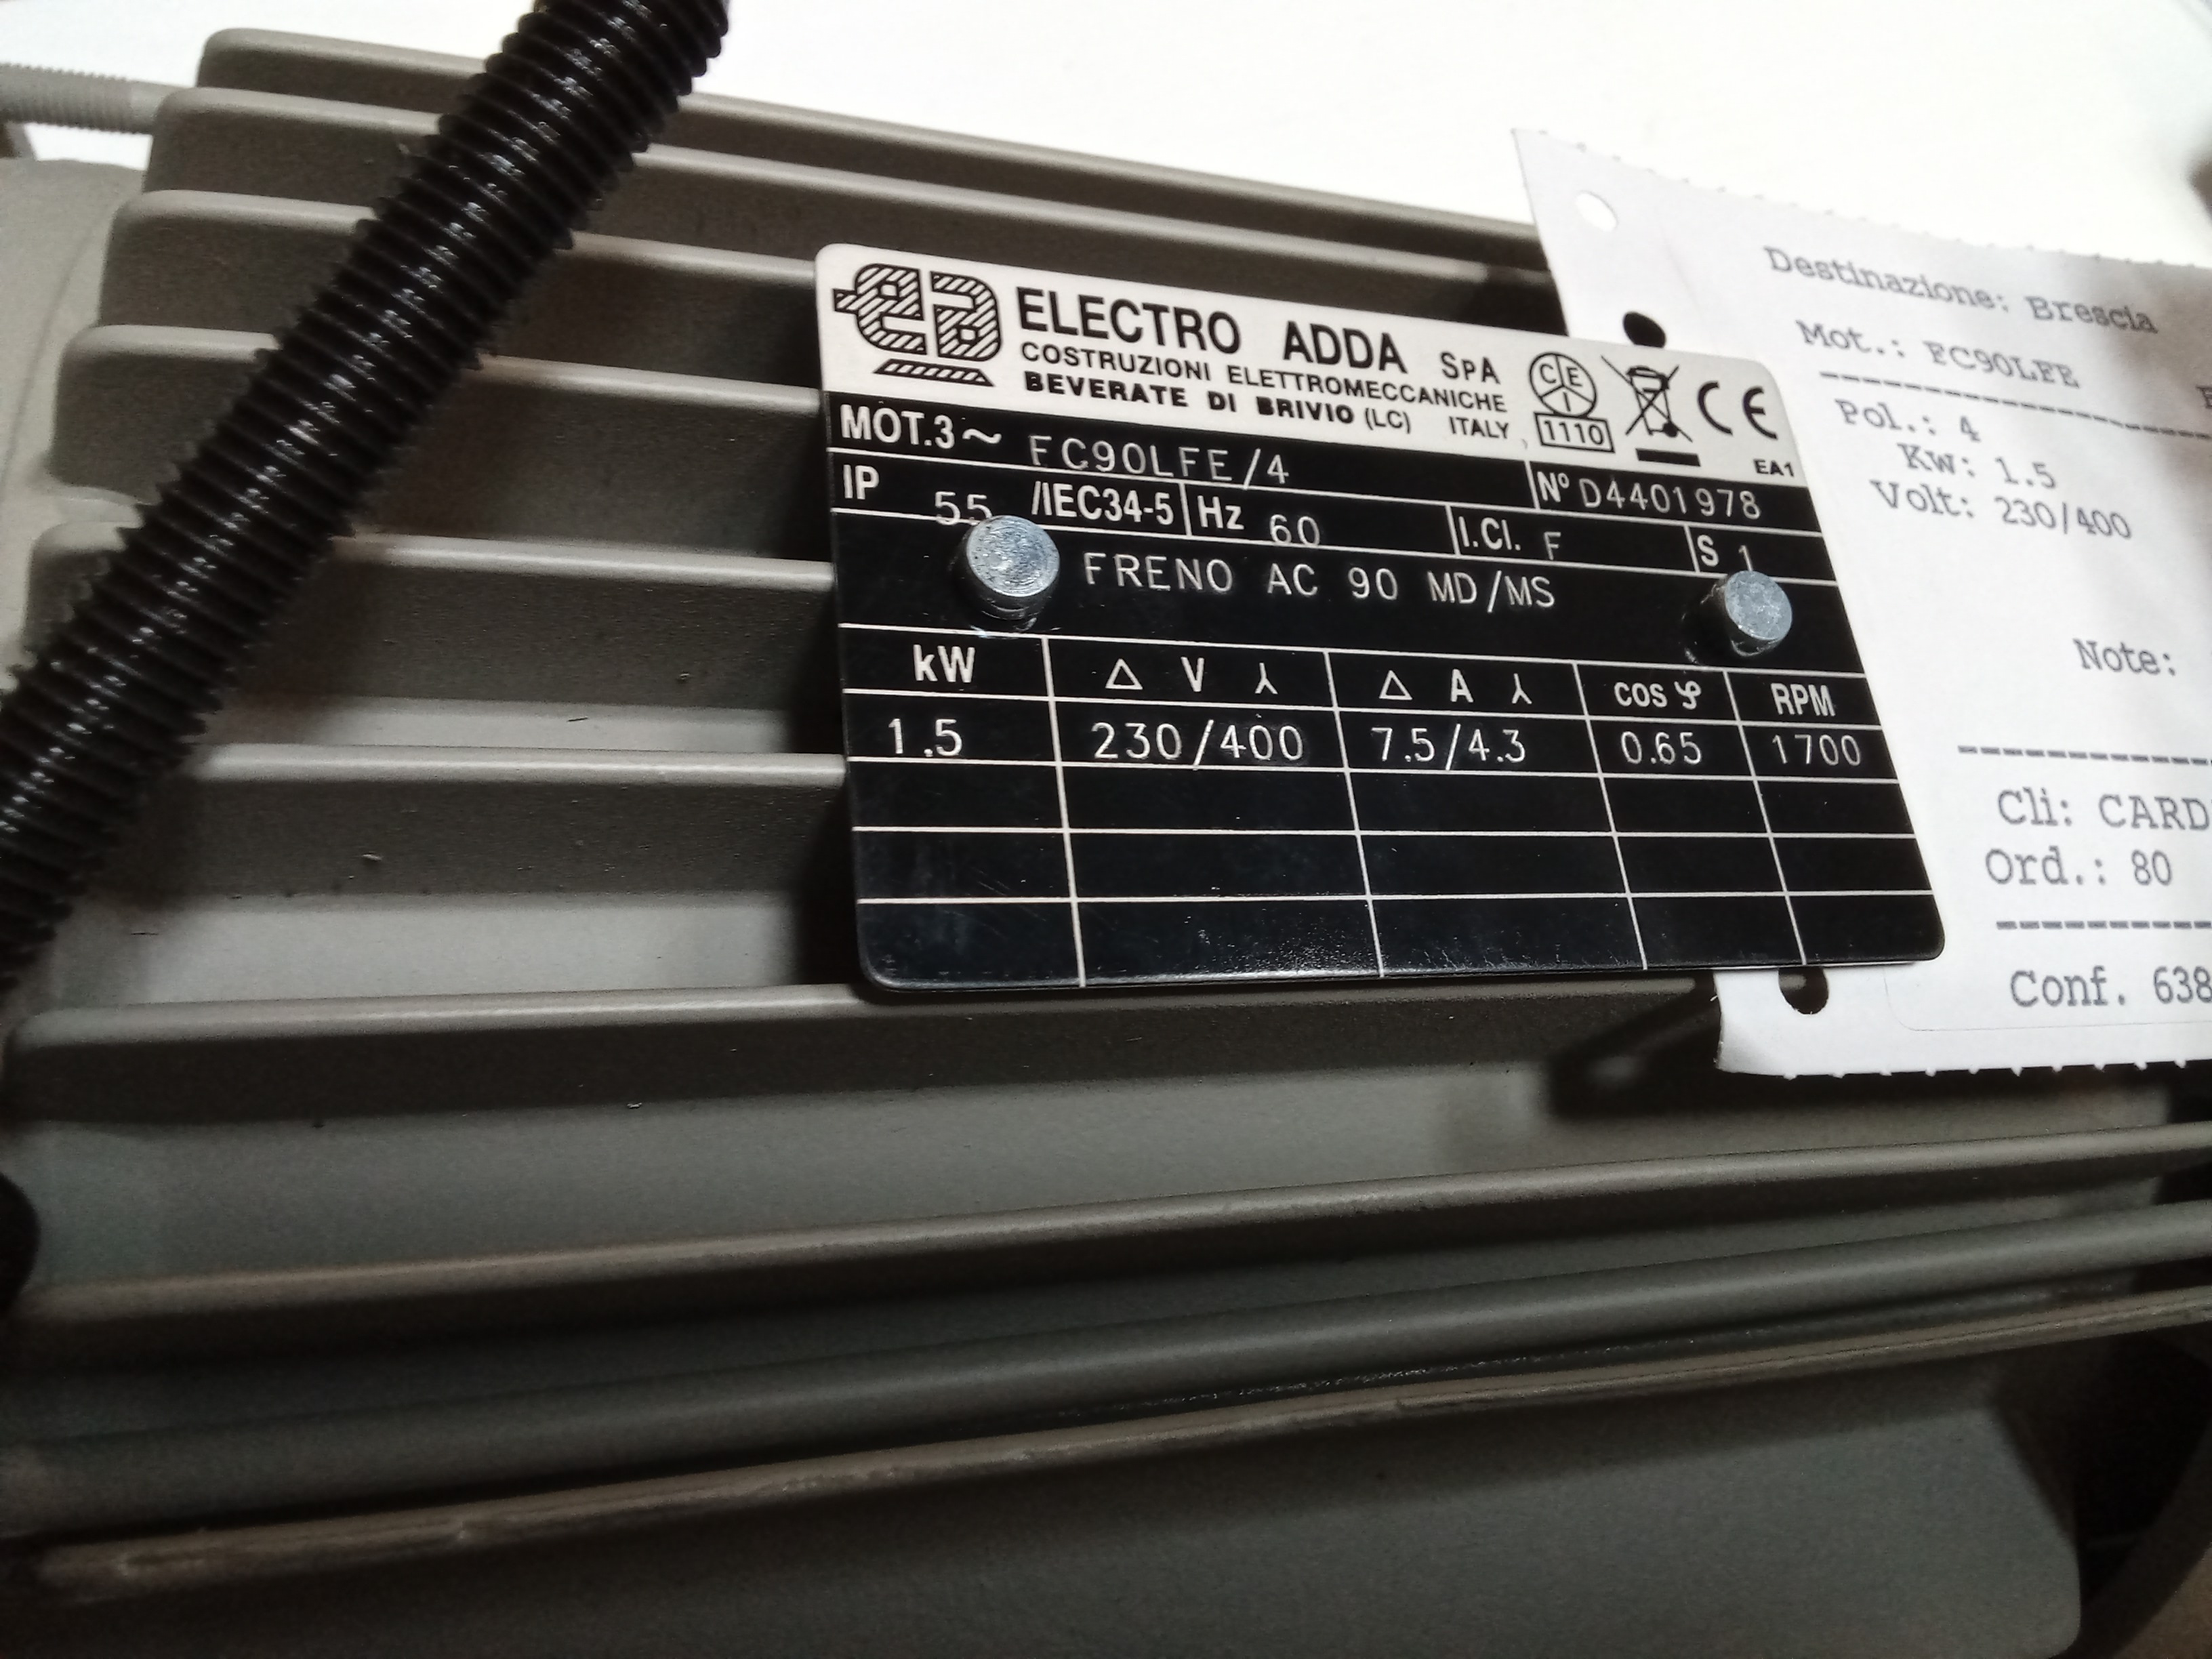 ELECTRO ADDA SPA
COSTRUZIONI ELETTROMECCANICHE
BEVERATE DI BRIVIO (LC) ITALY
CEI
1110
CE
EA1
MOT.3~ FC90LFE/4 Nº D4401978
IP 55 /IEC34-5 Hz 60 I.Cl. F S 1
FRENO AC 90 MD/MS
kW Δ V ⅄ Δ A ⅄ cos φ RPM
1.5 230/400 7.5/4.3 0.65 1700
Destinazione: Brescia
Mot.: FC90LFE
Pol.: 4
Kw: 1.5
Volt: 230/400
Note:
Cli: CARD
Ord.: 80
Conf. 638